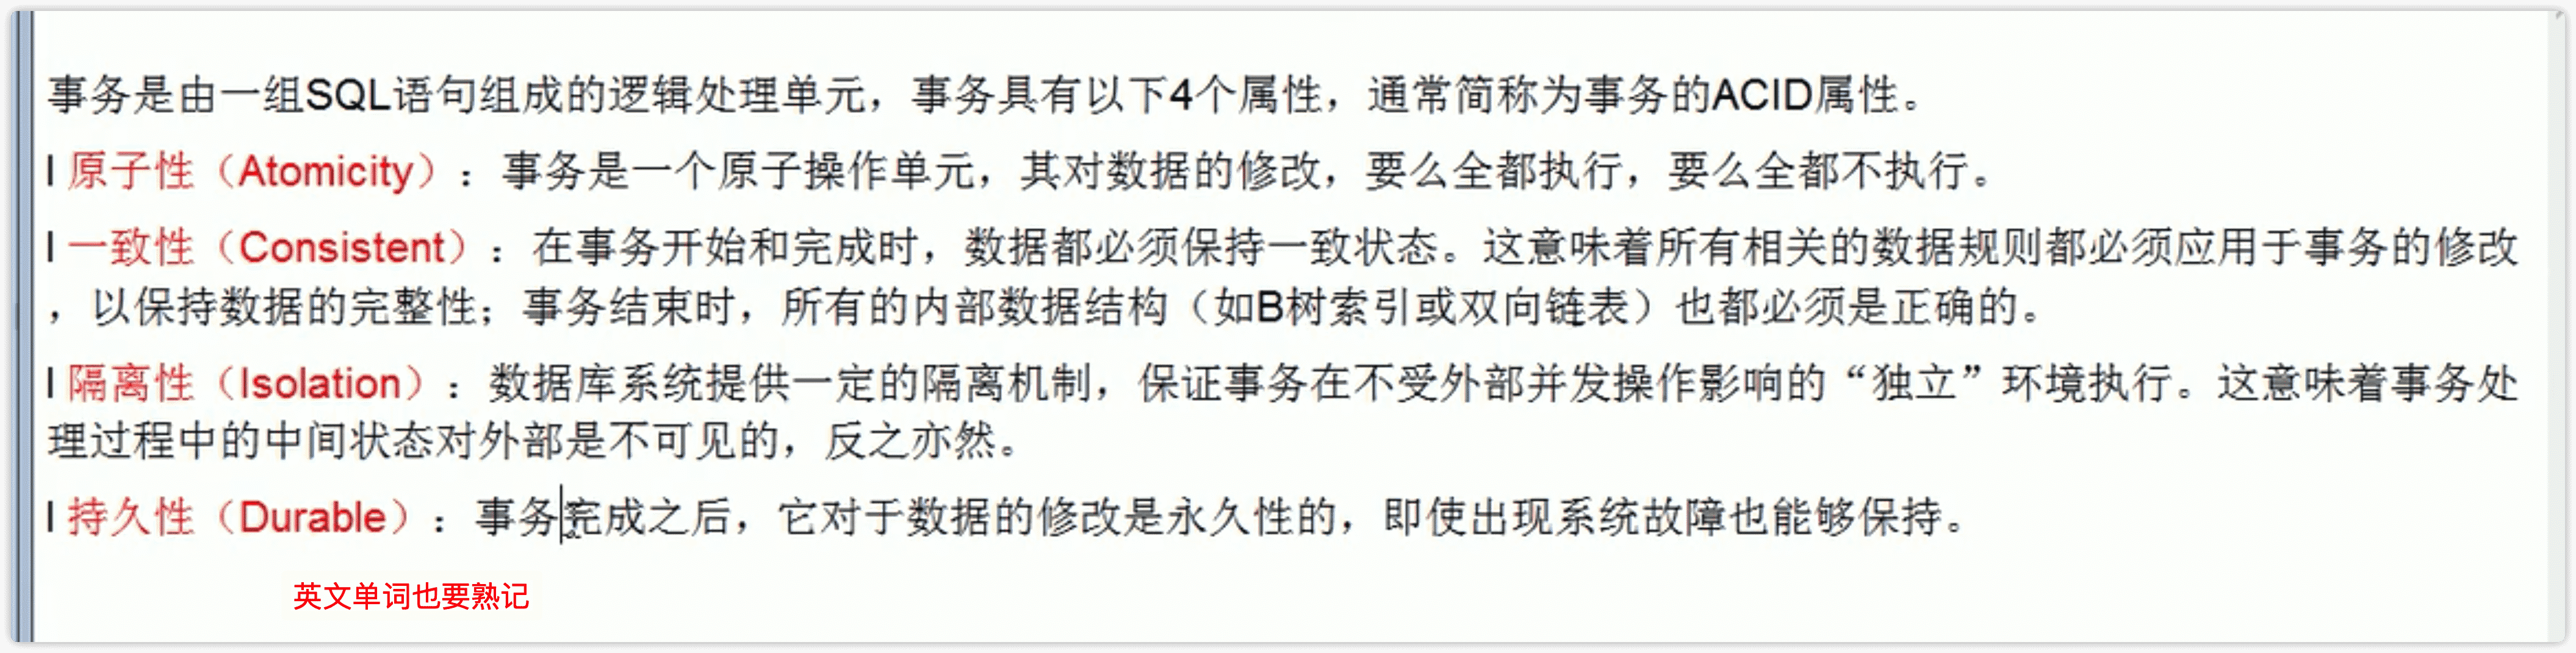 事务是由一组SQL语句组成的逻辑处理单元，事务具有以下4个属性，通常简称为事务的ACID属性。
l 原子性（Atomicity）：事务是一个原子操作单元，其对数据的修改，要么全都执行，要么全都不执行。
l 一致性（Consistent）：在事务开始和完成时，数据都必须保持一致状态。这意味着所有相关的数据规则都必须应用于事务的修改
，以保持数据的完整性；事务结束时，所有的内部数据结构（如B树索引或双向链表）也都必须是正确的。
l 隔离性（Isolation）：数据库系统提供一定的隔离机制，保证事务在不受外部并发操作影响的“独立”环境执行。这意味着事务处
理过程中的中间状态对外部是不可见的，反之亦然。
l 持久性（Durable）：事务完成之后，它对于数据的修改是永久性的，即使出现系统故障也能够保持。
英文单词也要熟记